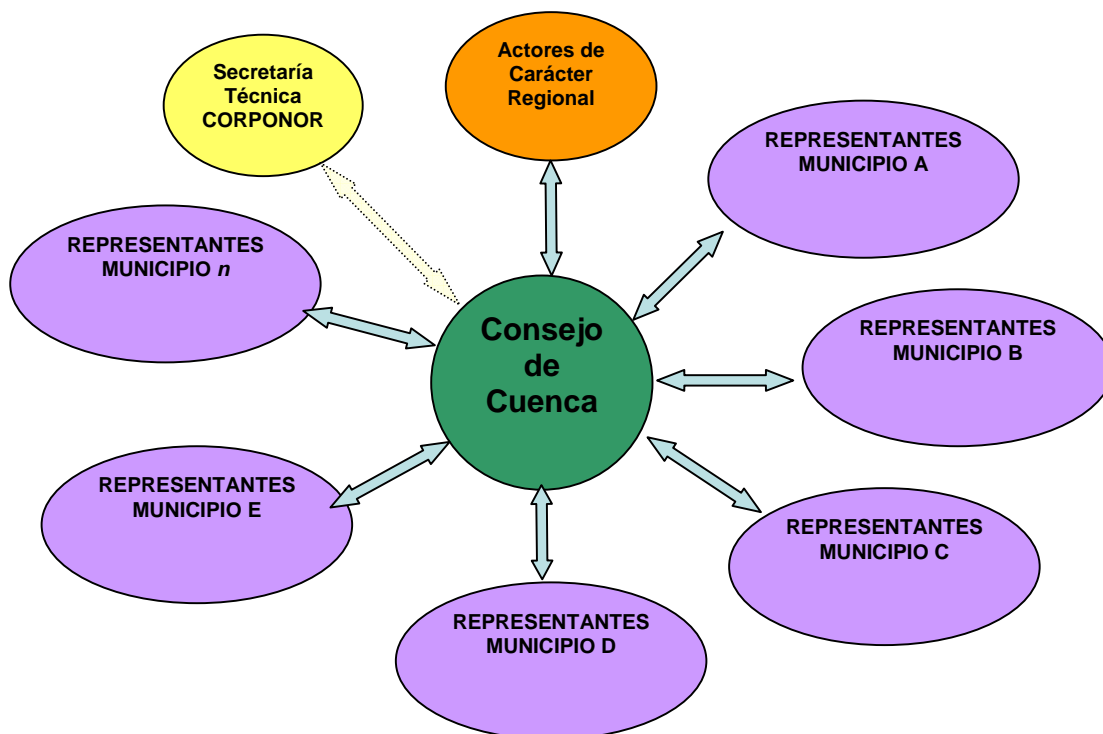 Secretaría
Técnica
CORPONOR
Actores de
Carácter
Regional
REPRESENTANTES
MUNICIPIO A
REPRESENTANTES
MUNICIPIO n
Consejo
de
Cuenca
REPRESENTANTES
MUNICIPIO B
REPRESENTANTES
MUNICIPIO E
REPRESENTANTES
MUNICIPIO C
REPRESENTANTES
MUNICIPIO D